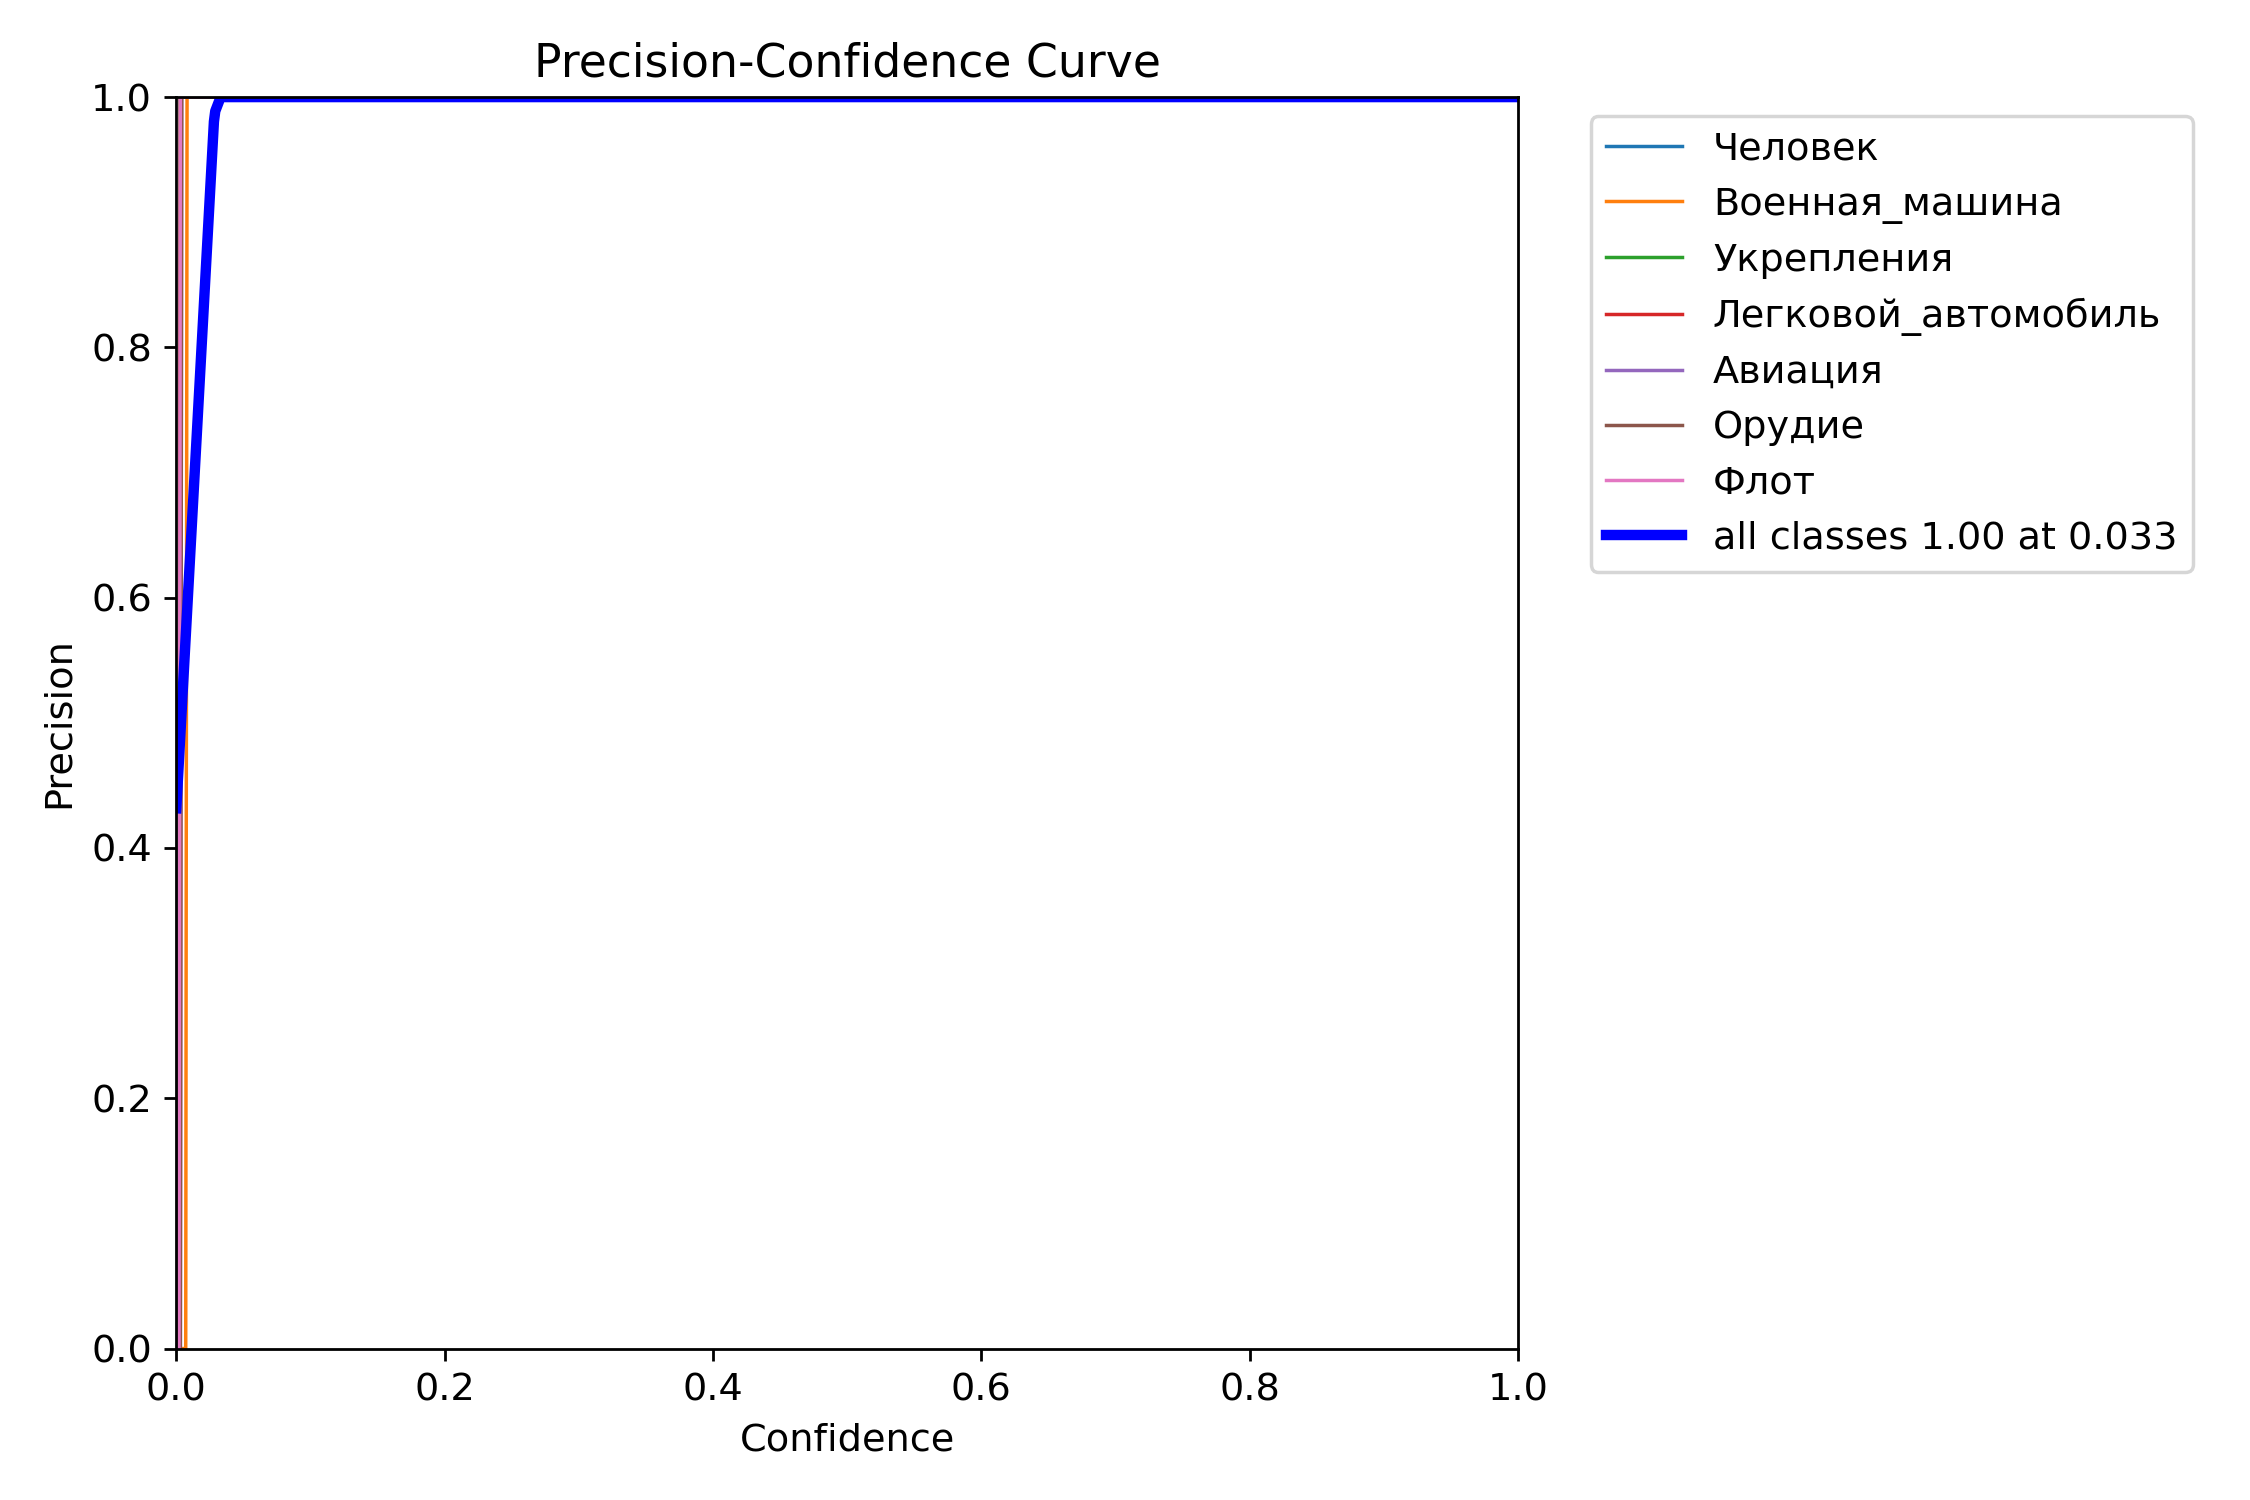 Precision-Confidence Curve
1.0
0.8
0.6
0.4
0.2
0.0
Precision
0.0 0.2 0.4 0.6 0.8 1.0
Confidence
Человек
Военная_машина
Укрепления
Легковой_автомобиль
Авиация
Орудие
Флот
all classes 1.00 at 0.033